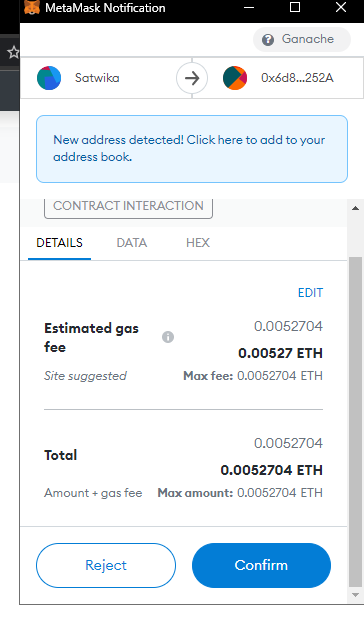 MetaMask Notification
Ganache
Satwika
0x6d8...252A
New address detected! Click here to add to your
address book.
CONTRACT INTERACTION
DETAILS
DATA
HEX
EDIT
Estimated gas
fee
0.0052704
0.00527 ETH
Site suggested
Max fee: 0.0052704 ETH
Total
0.0052704
0.0052704 ETH
Amount + gas fee
Max amount: 0.0052704 ETH
Reject
Confirm